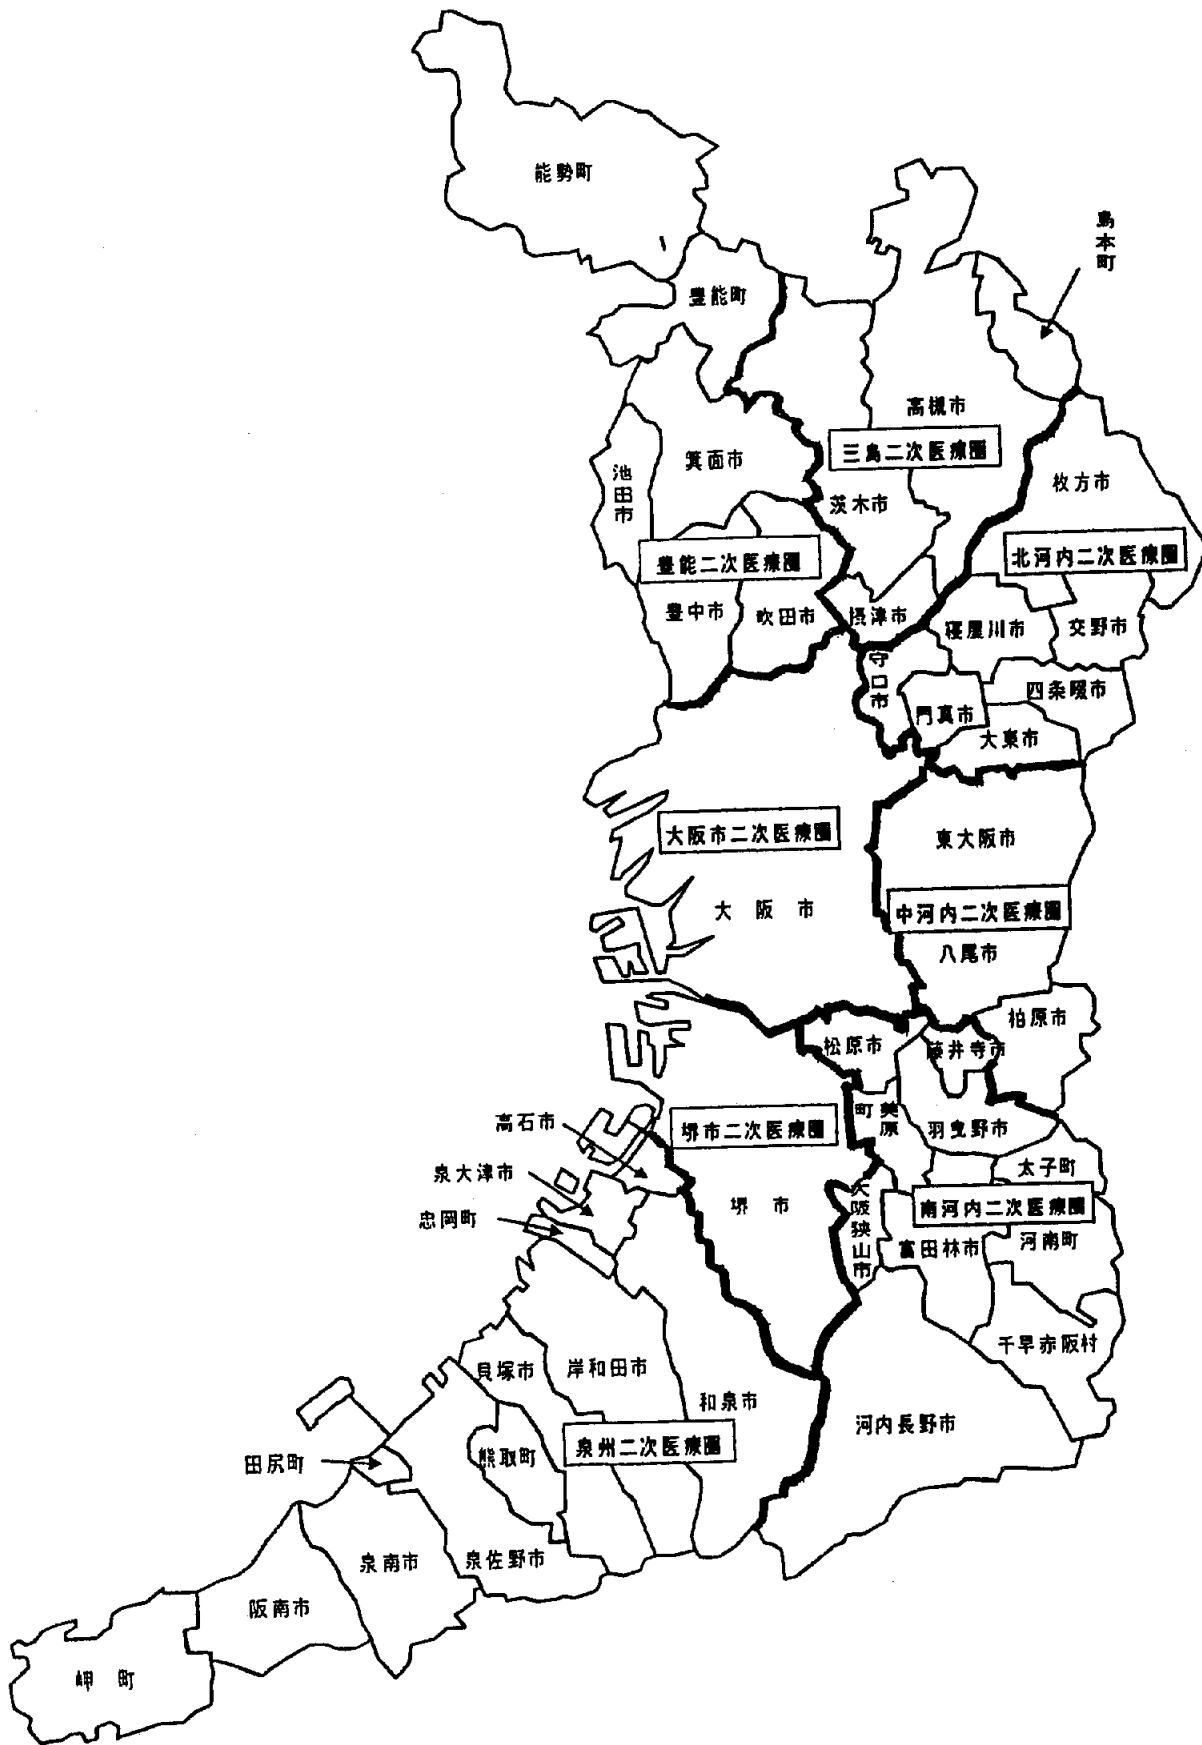 能勢町
島本町
豊能町
高槻市
三島二次医療圏
箕面市
池田市
茨木市
枚方市
豊能二次医療圏
北河内二次医療圏
豊中市
吹田市
摂津市
寝屋川市
交野市
守口市
四条畷市
門真市
大東市
大阪市二次医療圏
東大阪市
大阪市
中河内二次医療圏
八尾市
柏原市
松原市
藤井寺市
美原町
高石市
堺市二次医療圏
羽曳野市
泉大津市
太子町
堺市
大阪狭山市
南河内二次医療圏
忠岡町
富田林市
河南町
千早赤阪村
貝塚市
岸和田市
和泉市
河内長野市
泉州二次医療圏
熊取町
田尻町
泉南市
泉佐野市
阪南市
岬町